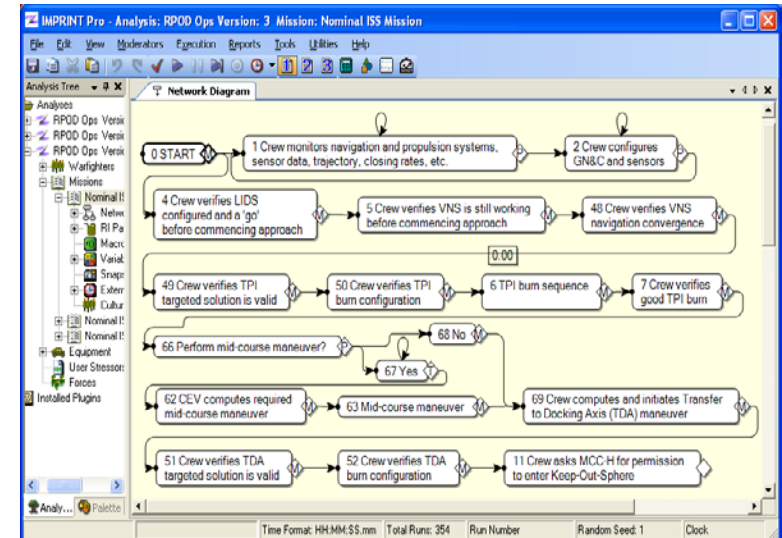 IMPRINT Pro - Analysis: RPOD Ops Version: 3 Mission: Nominal ISS Mission
File Edit View Moderators Execution Reports Tools Utilities Help
1 2 3
Analysis Tree
Network Diagram
Analyses
RPOD Ops Versic
RPOD Ops Versic
RPOD Ops Versic
Warfighters
Missions
Nominal IS
Netw
RI Pa
Macro
Variab
Snaps
Extern
Cultur
Nominal IS
Nominal IS
Equipment
User Stressors
Forces
Installed Plugins
Analy... Palette
0 START M
1 Crew monitors navigation and propulsion systems,
sensor data, trajectory, closing rates, etc. P
2 Crew configures
GN&C and sensors P
4 Crew verifies LIDS
configured and a 'go'
before commencing approach M
5 Crew verifies VNS is still working
before commencing approach M
48 Crew verifies VNS
navigation convergence M
0:00
49 Crew verifies TPI
targeted solution is valid M
50 Crew verifies TPI
burn configuration M
6 TPI burn sequence M
7 Crew verifies
good TPI burn M
66 Perform mid-course maneuver? P
68 No M
67 Yes T
62 CEV computes required
mid-course maneuver M
63 Mid-course maneuver M
69 Crew computes and initiates Transfer
to Docking Axis (TDA) maneuver M
51 Crew verifies TDA
targeted solution is valid M
52 Crew verifies TDA
burn configuration M
11 Crew asks MCC-H for permission
to enter Keep-Out-Sphere
Time Format: HH:MM:SS.mm Total Runs: 354 Run Number Random Seed: 1 Clock